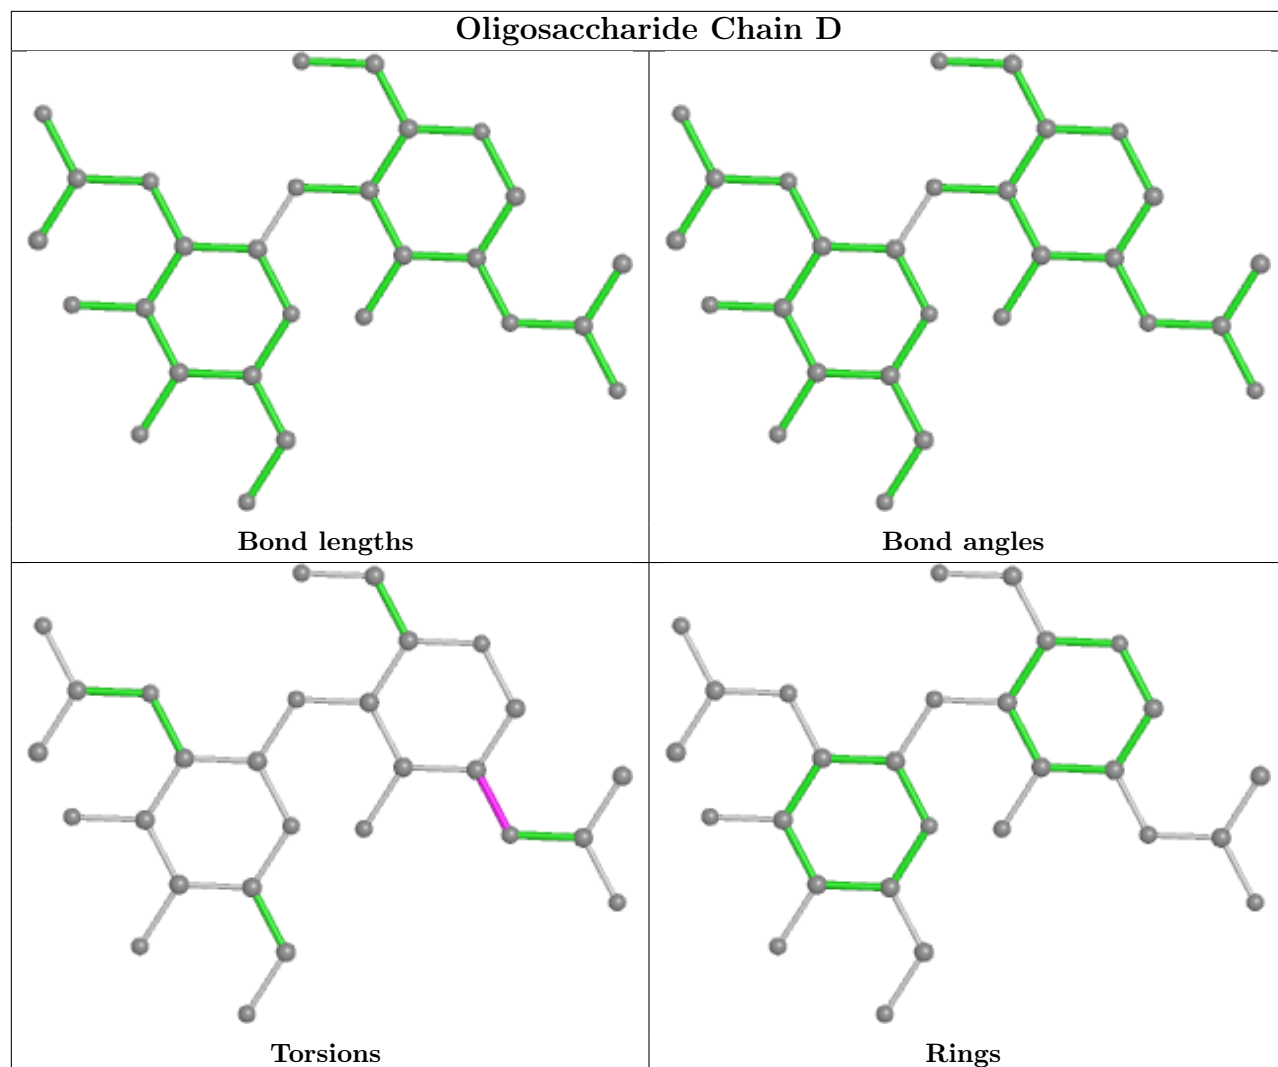 Oligosaccharide Chain D
Bond lengths
Bond angles
Torsions
Rings